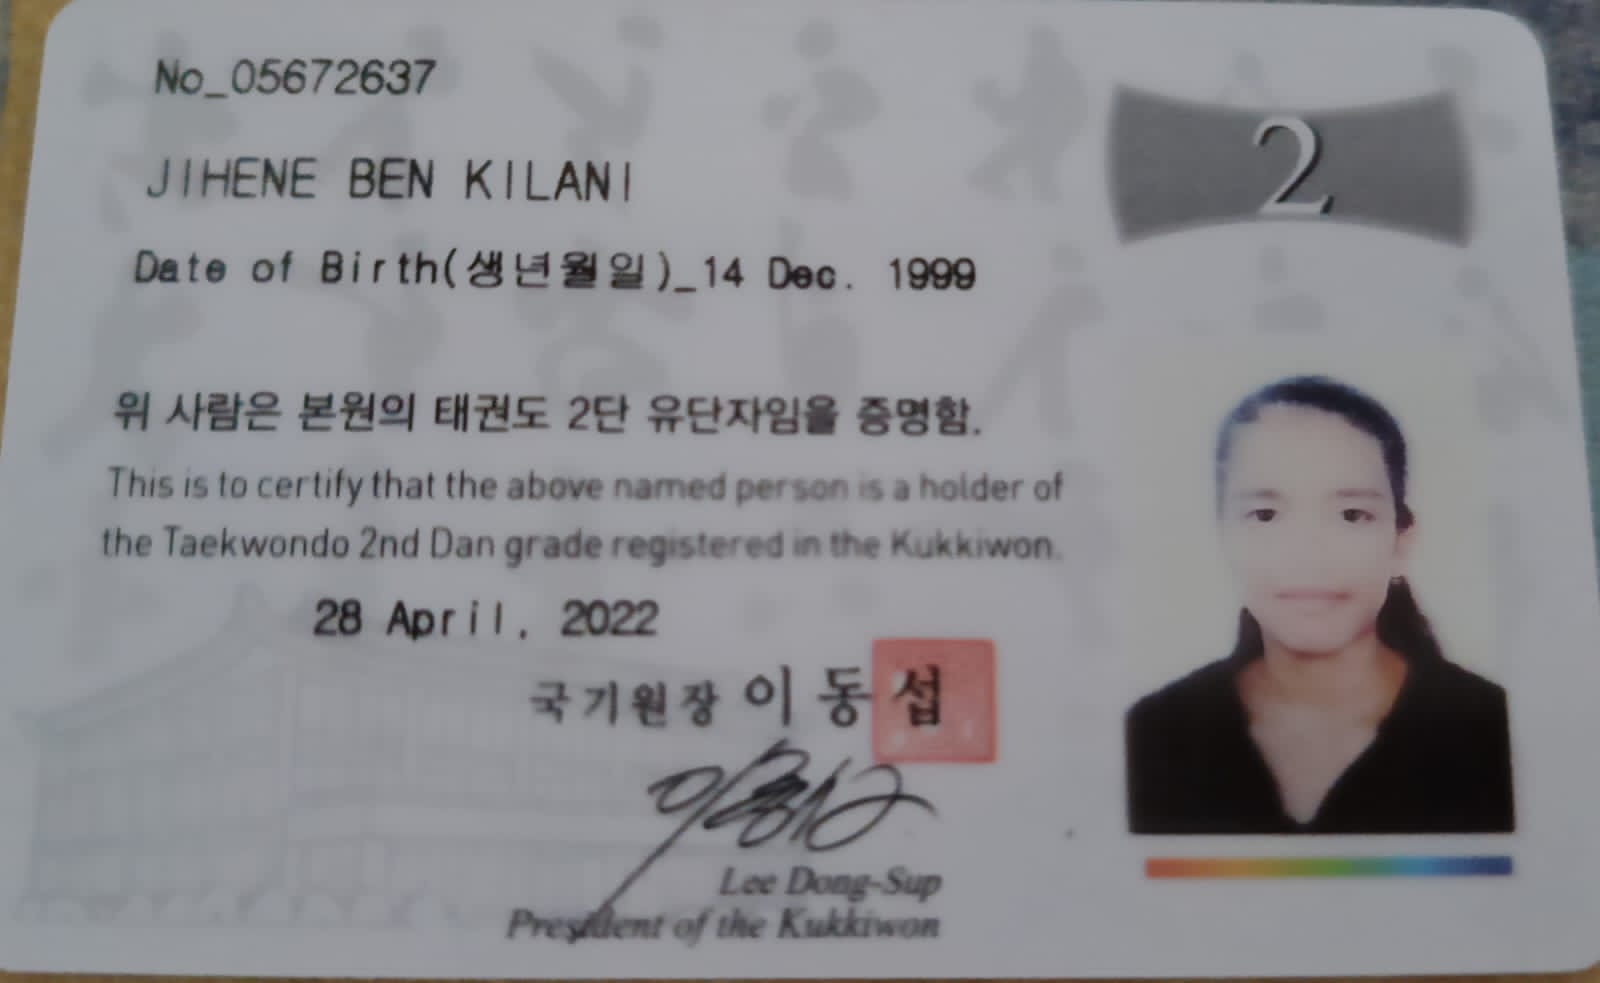 No_05672637
2
JIHENE BEN KILANI
Date of Birth(생년월일)_14 Dec. 1999
위 사람은 본원의 태권도 2단 유단자임을 증명함.
This is to certify that the above named person is a holder of
the Taekwondo 2nd Dan grade registered in the Kukkiwon.
28 April, 2022
국기원장 이동섭
Lee Dong-Sup
President of the Kukkiwon